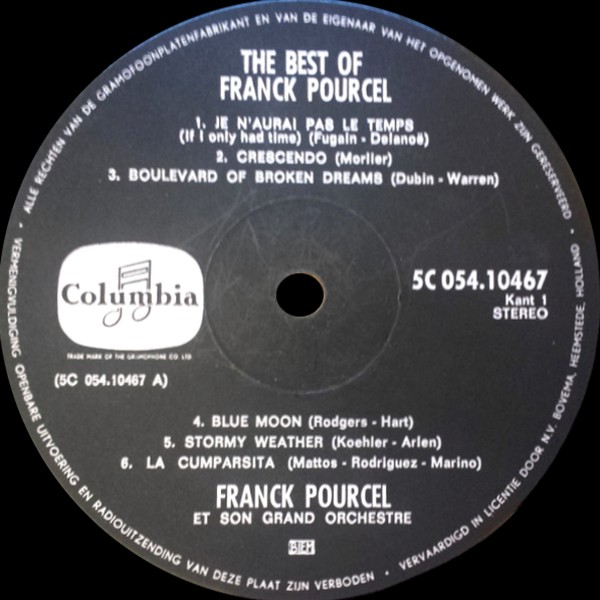 ALLE RECHTEN VAN DE GRAMOFOONPLATENFABRIKANT EN VAN DE EIGENAAR VAN HET OPGENOMEN WERK ZIJN GERESERVEERD ·
THE BEST OF
FRANCK POURCEL
1. JE N'AURAI PAS LE TEMPS
(If I only had time) (Fugain - Delanoë)
2. CRESCENDO (Morlier)
3. BOULEVARD OF BROKEN DREAMS (Dubin - Warren)
Columbia
TRADE MARK OF THE GRAMOPHONE CO. LTD
(5C 054.10467 A)
5C 054.10467
Kant 1
STEREO
4. BLUE MOON (Rodgers - Hart)
5. STORMY WEATHER (Koehler - Arlen)
6. LA CUMPARSITA (Mattos - Rodriguez - Marino)
FRANCK POURCEL
ET SON GRAND ORCHESTRE
BIEM
· VERMENIGVULDIGING OPENBARE UITVOERING EN RADIOUITZENDING VAN DEZE PLAAT ZIJN VERBODEN ·
VERVAARDIGD IN LICENTIE DOOR N.V. BOVEMA, HEEMSTEDE, HOLLAND